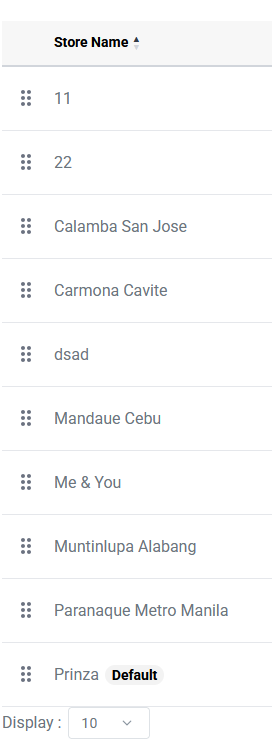 Store Name
11
22
Calamba San Jose
Carmona Cavite
dsad
Mandaue Cebu
Me & You
Muntinlupa Alabang
Paranaque Metro Manila
Prinza Default
Display : 10